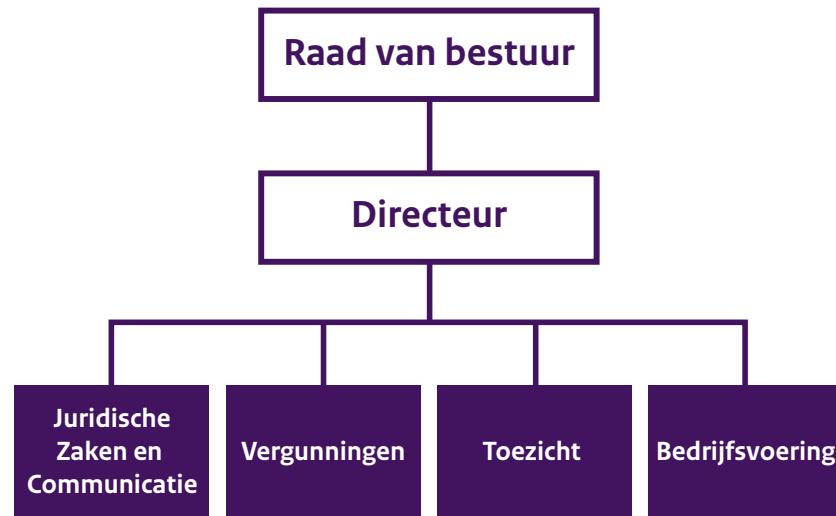 Raad van bestuur
Directeur
Juridische
Zaken en
Communicatie
Vergunningen
Toezicht
Bedrijfsvoering